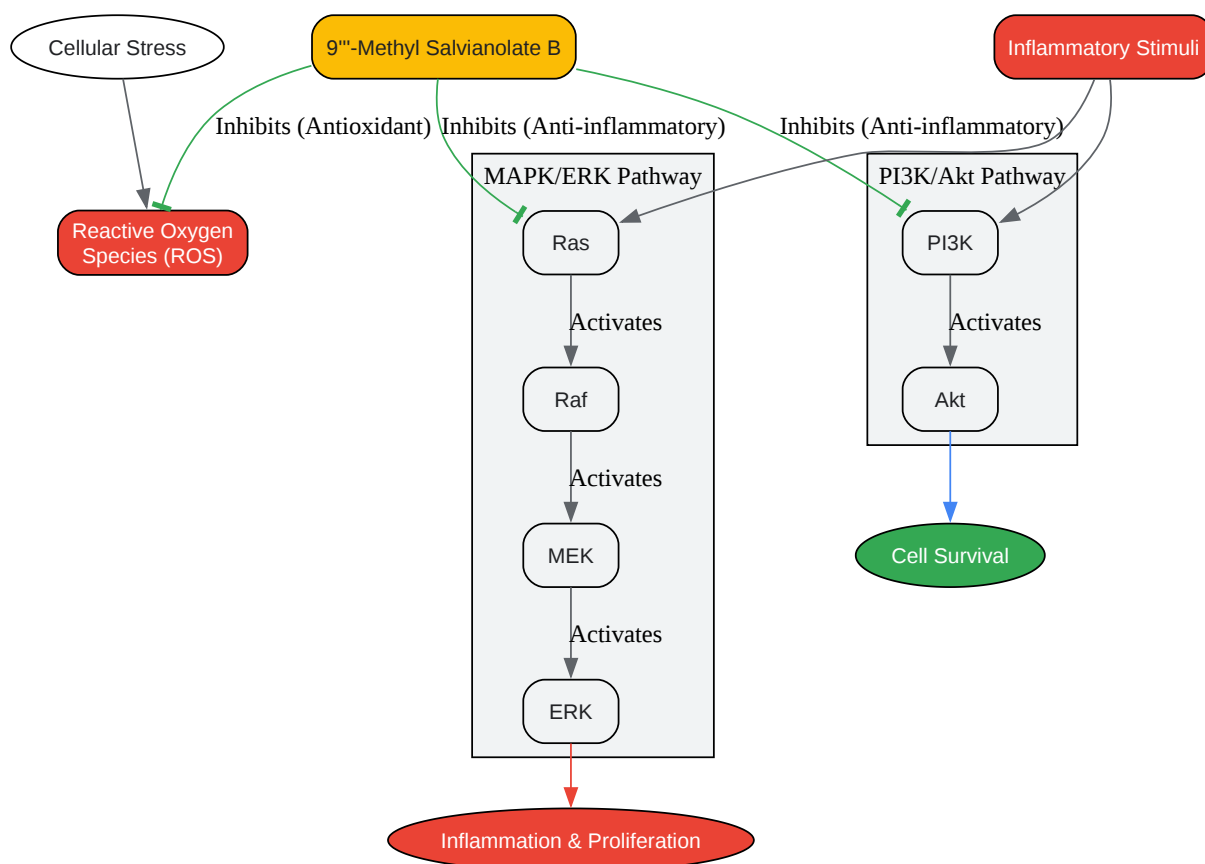 Cellular Stress
9'''-Methyl Salvianolate B
Inflammatory Stimuli
Inhibits (Antioxidant)
Inhibits (Anti-inflammatory)
Inhibits (Anti-inflammatory)
MAPK/ERK Pathway
PI3K/Akt Pathway
Reactive Oxygen
Species (ROS)
Ras
PI3K
Activates
Activates
Raf
Akt
Activates
MEK
Cell Survival
Activates
ERK
Inflammation & Proliferation